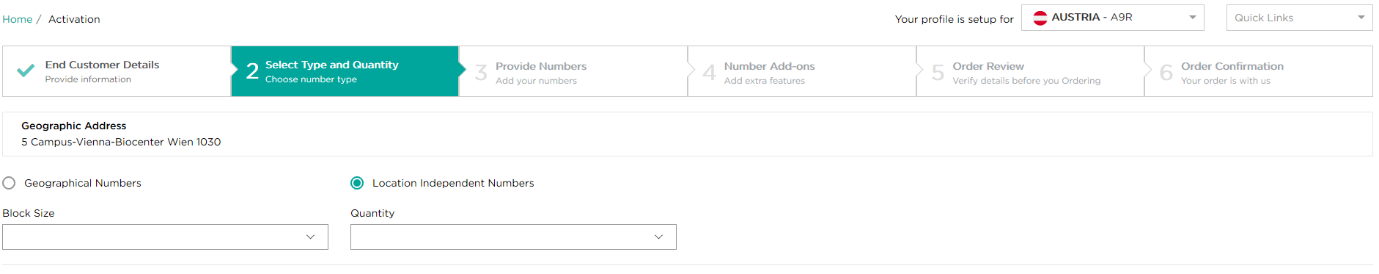 Home / Activation
Your profile is setup for
AUSTRIA - A9R
Quick Links
End Customer Details
Provide information
2
Select Type and Quantity
Choose number type
3
Provide Numbers
Add your numbers
4
Number Add-ons
Add extra features
5
Order Review
Verify details before you Ordering
6
Order Confirmation
Your order is with us
Geographic Address
5 Campus-Vienna-Biocenter Wien 1030
Geographical Numbers
Location Independent Numbers
Block Size
Quantity